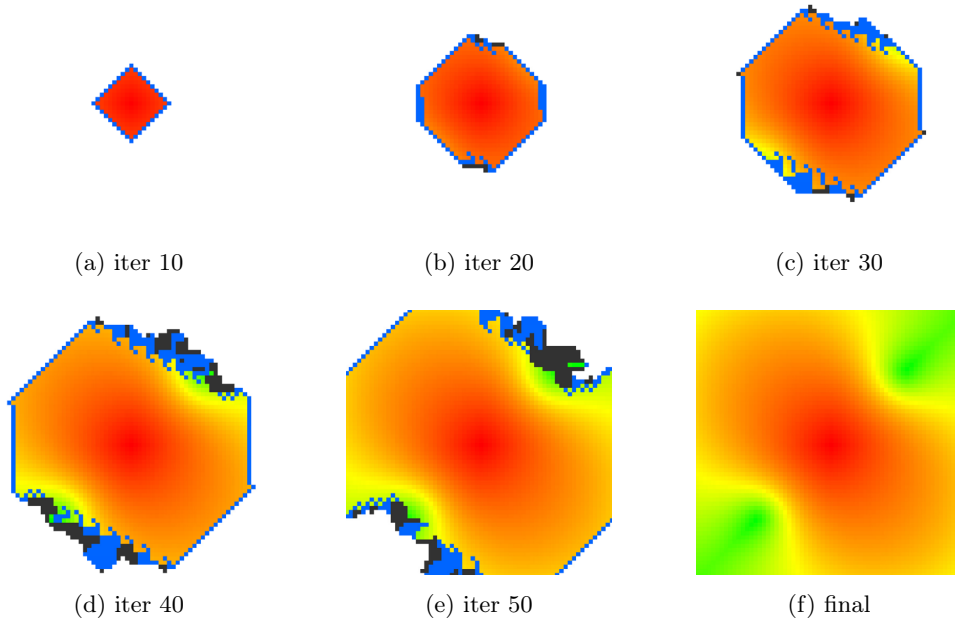 (a) iter 10
(b) iter 20
(c) iter 30
(d) iter 40
(e) iter 50
(f) final